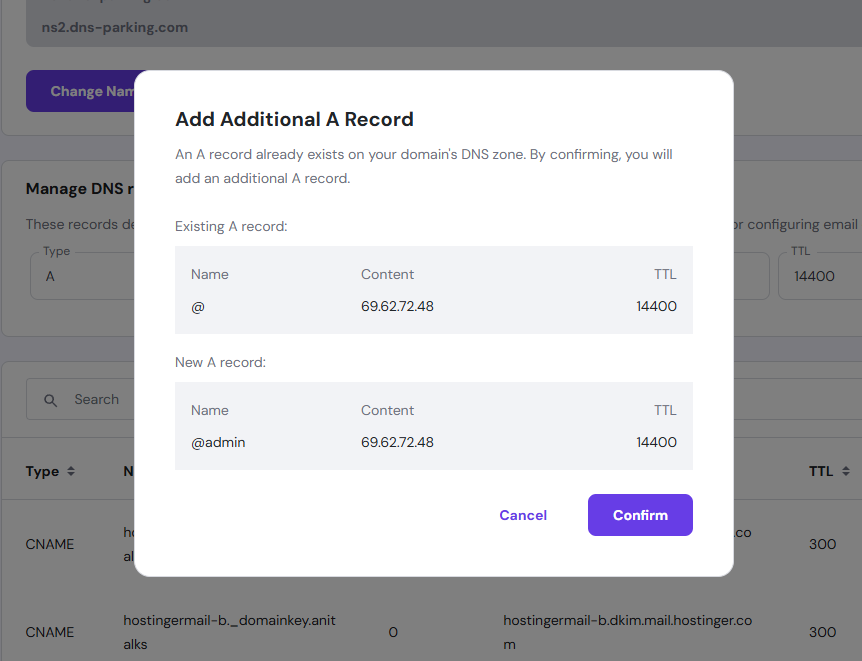 ns2.dns-parking.com
Change Nam
Add Additional A Record
An A record already exists on your domain's DNS zone. By confirming, you will
add an additional A record.
Manage DNS r
These records de
or configuring email
Existing A record:
Type
A
TTL
14400
Name Content TTL
@ 69.62.72.48 14400
New A record:
Name Content TTL
@admin 69.62.72.48 14400
Search
Cancel Confirm
Type N TTL
CNAME
ho
al
.co
300
CNAME
hostingermail-b._domainkey.anit
alks
0
hostingermail-b.dkim.mail.hostinger.co
m
300